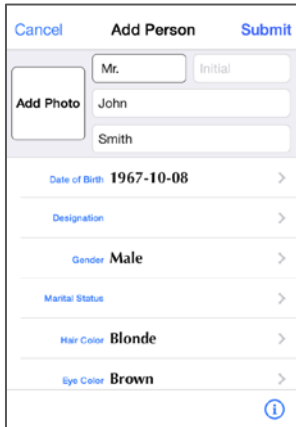 Cancel Add Person Submit
Mr. Initial
Add Photo John
Smith
Date of Birth 1967-10-08
Designation
Gender Male
Marital Status
Hair Color Blonde
Eye Color Brown